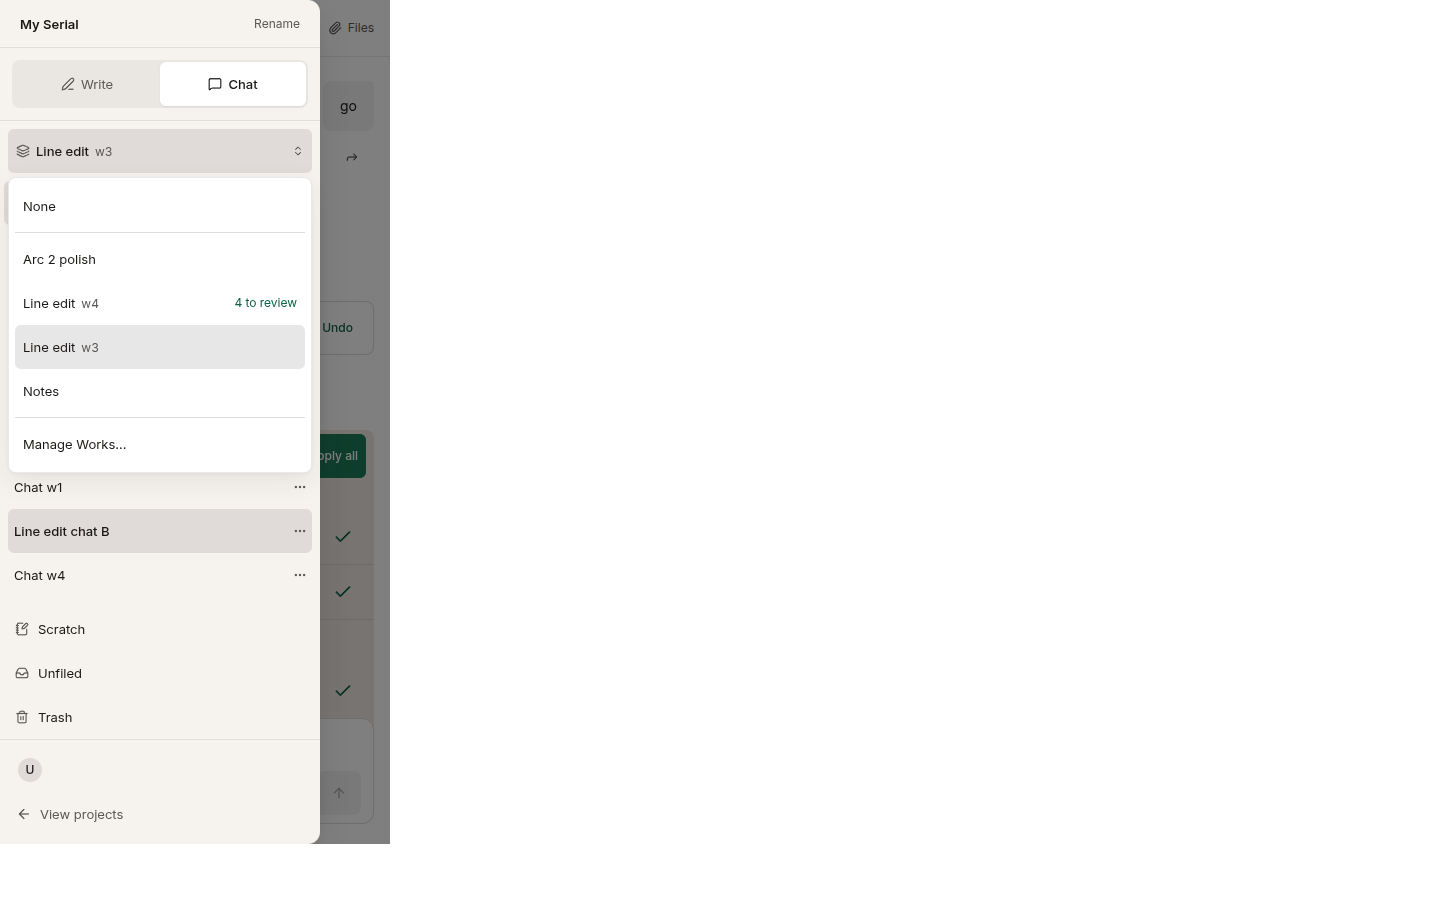 My Serial
Rename
Files
Write
Chat
go
Line edit w3
None
Arc 2 polish
Line edit w4 4 to review
Undo
Line edit w3
Notes
Manage Works...
all
Chat w1
Line edit chat B
Chat w4
Scratch
Unfiled
Trash
U
View projects